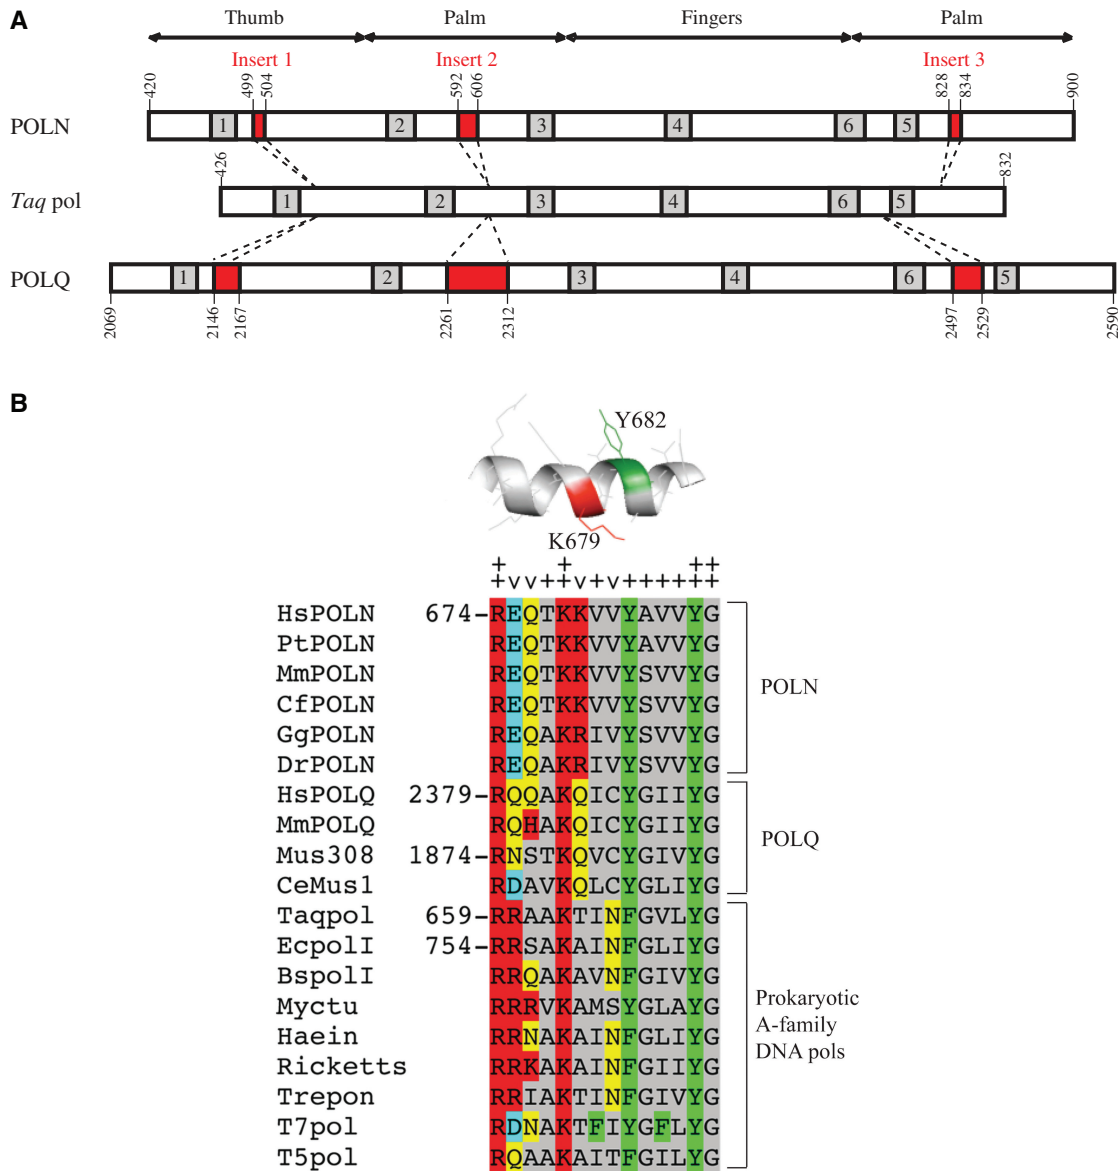 A
Thumb Palm Fingers Palm
Insert 1 Insert 2 Insert 3
420 499 504 592 606 828 834 900
POLN 1 2 3 4 6 5
426 832
Taq pol 1 2 3 4 6 5
POLQ 1 2 3 4 6 5
2069 2146 2167 2261 2312 2497 2529 2590
B
Y682
K679
+ + ++
+vv++v+v+++++ +
HsPOLN 674–REQTKKVVYAVVYG
PtPOLN REQTKKVVYAVVYG
MmPOLN REQTKKVVYSVVYG
CfPOLN REQTKKVVYSVVYG
GgPOLN REQAKRIVYSVVYG
DrPOLN REQAKRIVYSVVYG
POLN
HsPOLQ 2379–RQQAKQICYGIIYG
MmPOLQ RQHAKQICYGIIYG
Mus308 1874–RNSTKQVCYGIVYG
CeMus1 RDAVKQLCYGLIYG
POLQ
Taqpol 659–RRAAKTINFGVLYG
EcpolI 754–RRSAKAINFGLIYG
BspolI RRQAKAVNFGIVYG
Myctu RRRVKAMSYGLAYG
Haein RRNAKAINFGLIYG
Ricketts RRKAKAINFGIIYG
Trepon RRIAKTINFGIVYG
T7pol RDNAKTFIYGFLYG
T5pol RQAAKAITFGILYG
Prokaryotic
A-family
DNA pols